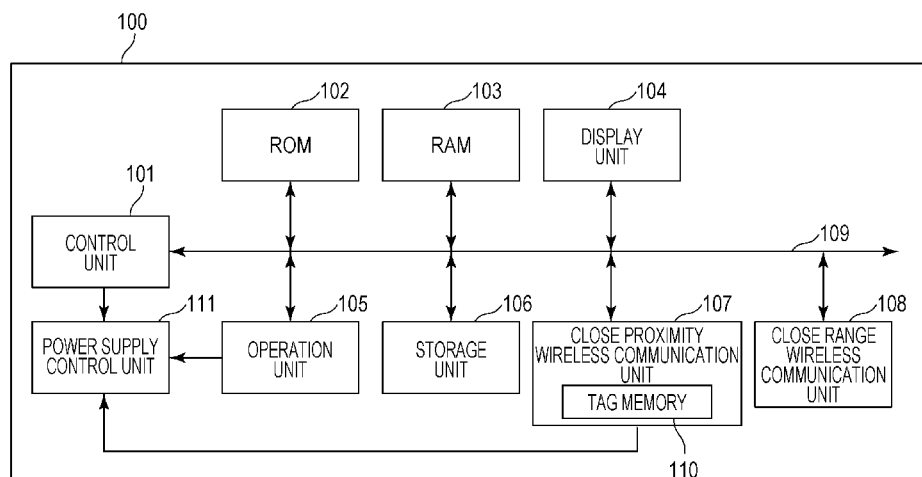 100
102
103
104
ROM
RAM
DISPLAY
UNIT
101
CONTROL
UNIT
109
111
105
106
107
108
POWER SUPPLY
CONTROL UNIT
OPERATION
UNIT
STORAGE
UNIT
CLOSE PROXIMITY
WIRELESS COMMUNICATION
UNIT
TAG MEMORY
CLOSE RANGE
WIRELESS
COMMUNICATION
UNIT
110